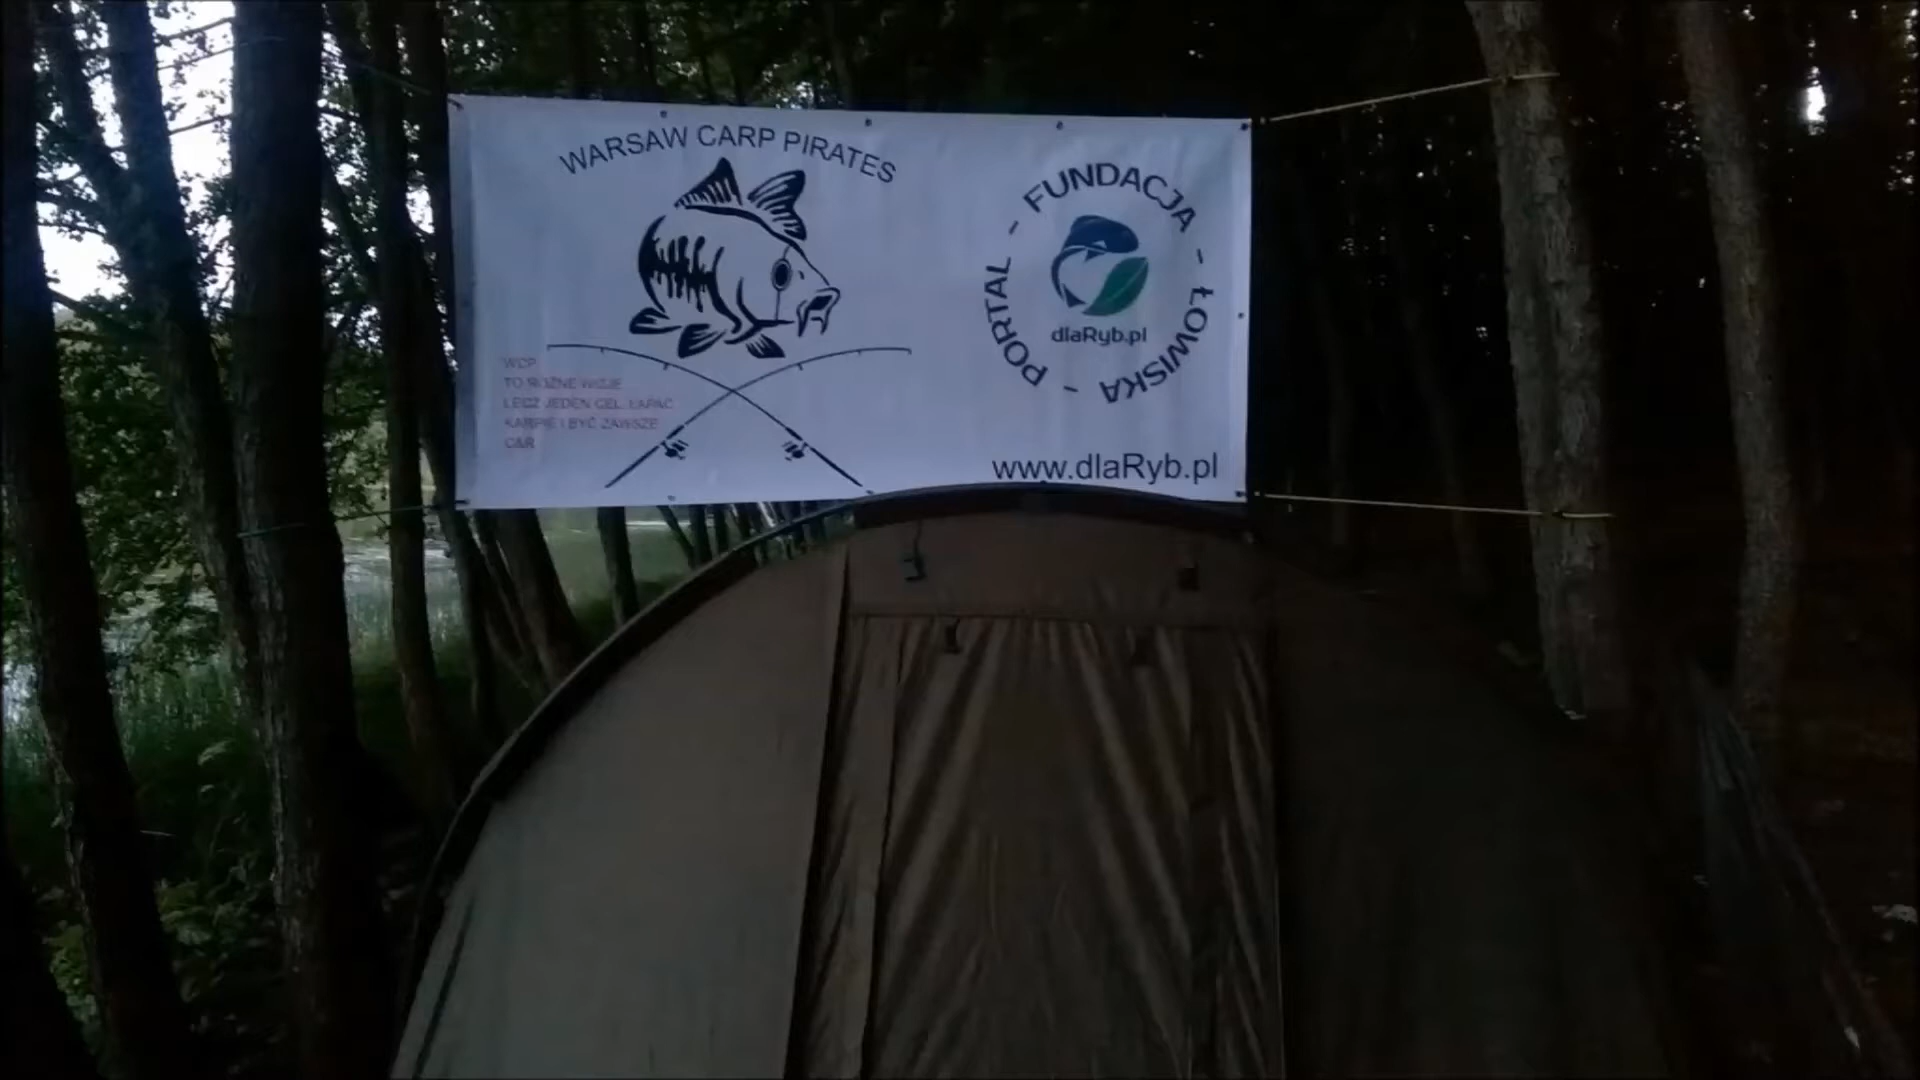 WARSAW CARP PIRATES
WCP
TO RÓŻNE WIZJE
LECZ JEDEN CEL ŁAPAĆ
KARPIE I BYĆ ZAWSZE
C&R
PORTAL - FUNDACJA - ŁOWISKA -
dlaRyb.pl
www.dlaRyb.pl